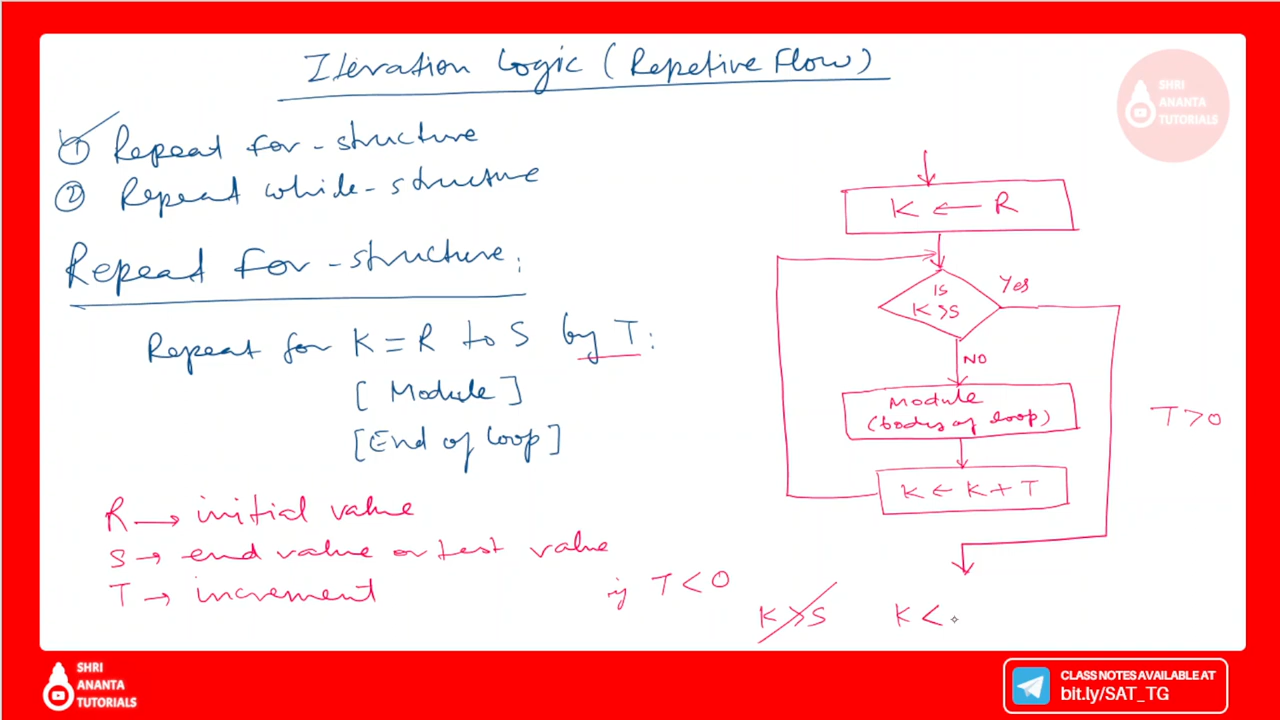 Iteration Logic (Repetive Flow)
SHRI
ANANTA
TUTORIALS
① Repeat for-structure
② Repeat while-structure
Repeat for-structure:
Repeat for K = R to S by T:
[ Module ]
[End of loop]
R → initial value
S → end value or test value
T → increment
K ← R
Is
K > S
Yes
NO
Module
(body of loop)
K ← K + T
T > 0
if T < 0
K > S
K <
SHRI
ANANTA
TUTORIALS
CLASS NOTES AVAILABLE AT
bit.ly/SAT_TG